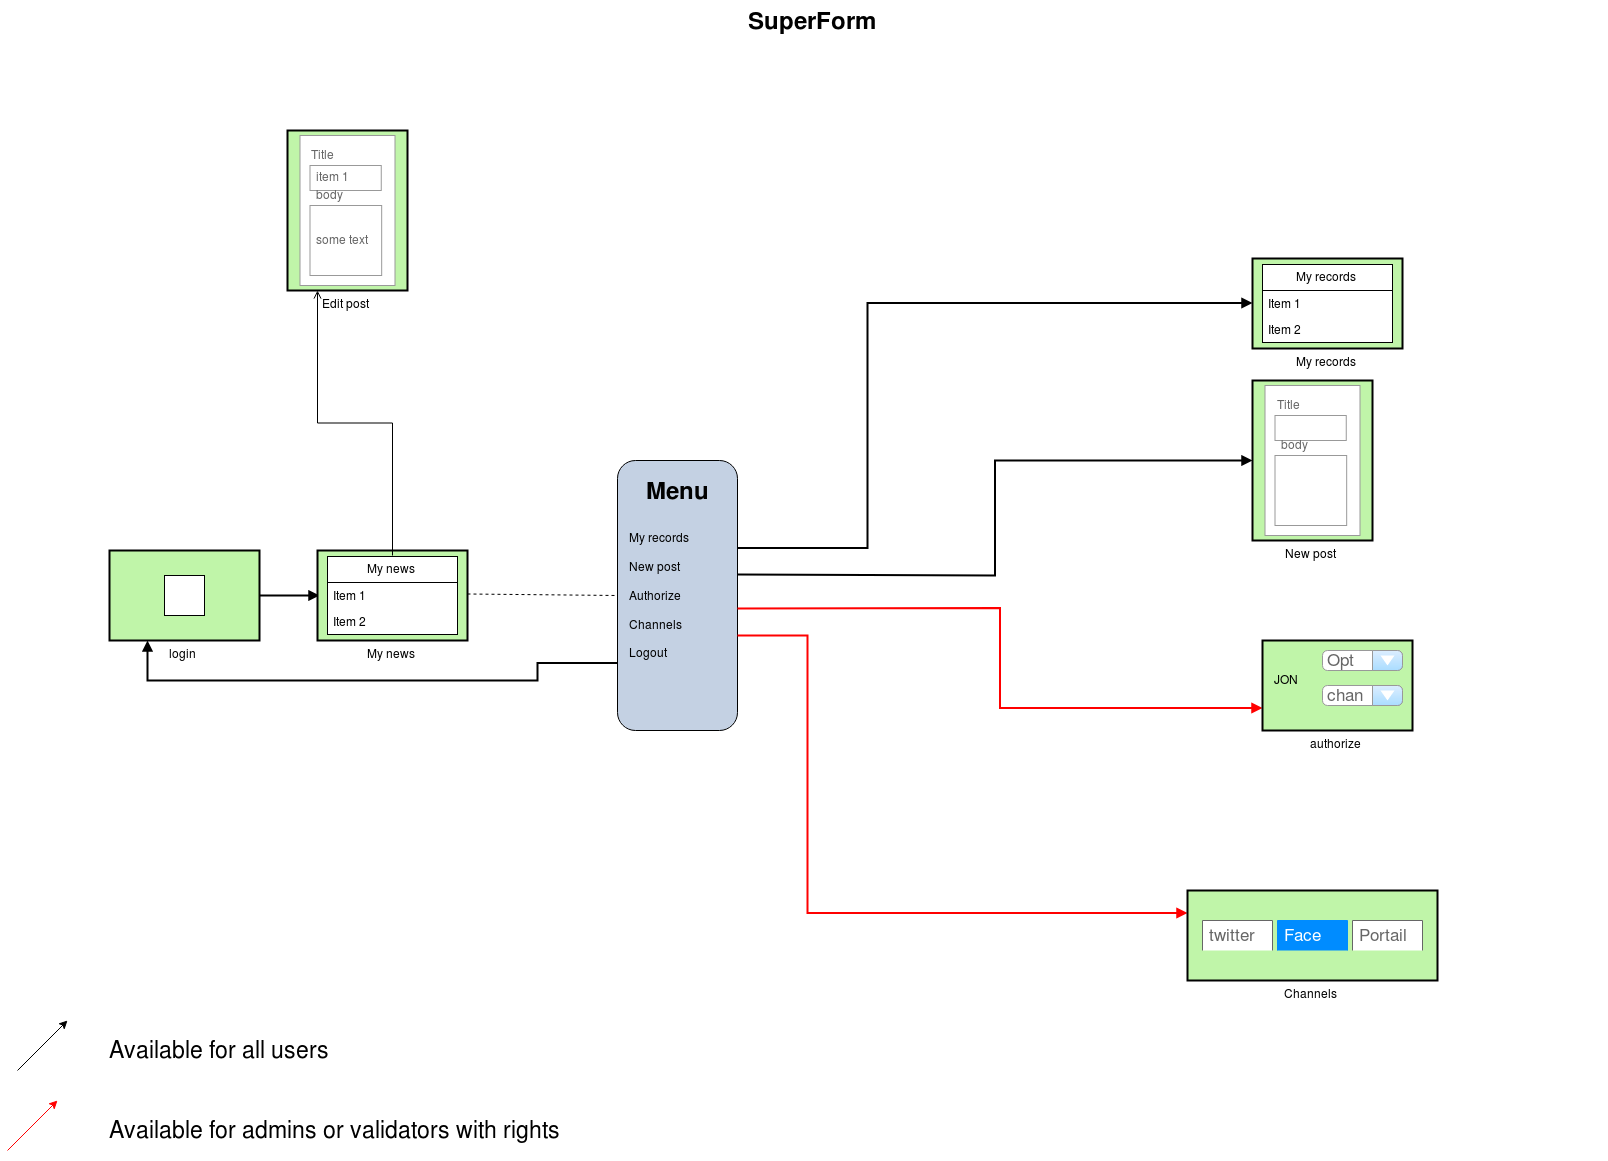 SuperForm
Title
item 1
body
some text
Edit post
My records
Item 1
Item 2
My records
Title
body
New post
Menu
My records
New post
Authorize
Channels
Logout
login
My news
Item 1
Item 2
My news
JON
Opt
chan
authorize
twitter
Face
Portail
Channels
Available for all users
Available for admins or validators with rights